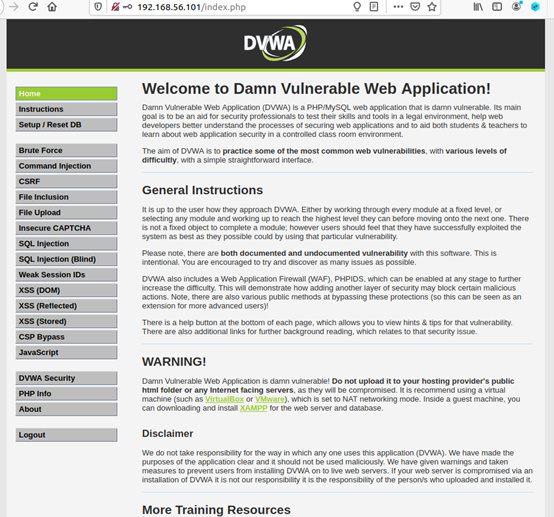 192.168.56.101/index.php
DVWA
Home
Instructions
Setup / Reset DB
Brute Force
Command Injection
CSRF
File Inclusion
File Upload
Insecure CAPTCHA
SQL Injection
SQL Injection (Blind)
Weak Session IDs
XSS (DOM)
XSS (Reflected)
XSS (Stored)
CSP Bypass
JavaScript
DVWA Security
PHP Info
About
Logout
Welcome to Damn Vulnerable Web Application!
Damn Vulnerable Web Application (DVWA) is a PHP/MySQL web application that is damn vulnerable. Its main
goal is to be an aid for security professionals to test their skills and tools in a legal environment, help web
developers better understand the processes of securing web applications and to aid both students & teachers to
learn about web application security in a controlled class room environment.
The aim of DVWA is to practice some of the most common web vulnerabilities, with various levels of
difficultly, with a simple straightforward interface.
General Instructions
It is up to the user how they approach DVWA. Either by working through every module at a fixed level, or
selecting any module and working up to reach the highest level they can before moving onto the next one. There
is not a fixed object to complete a module; however users should feel that they have successfully exploited the
system as best as they possible could by using that particular vulnerability.
Please note, there are both documented and undocumented vulnerability with this software. This is
intentional. You are encouraged to try and discover as many issues as possible.
DVWA also includes a Web Application Firewall (WAF), PHPIDS, which can be enabled at any stage to further
increase the difficulty. This will demonstrate how adding another layer of security may block certain malicious
actions. Note, there are also various public methods at bypassing these protections (so this can be seen as an
extension for more advanced users)!
There is a help button at the bottom of each page, which allows you to view hints & tips for that vulnerability.
There are also additional links for further background reading, which relates to that security issue.
WARNING!
Damn Vulnerable Web Application is damn vulnerable! Do not upload it to your hosting provider's public
html folder or any Internet facing servers, as they will be compromised. It is recommend using a virtual
machine (such as VirtualBox or VMware), which is set to NAT networking mode. Inside a guest machine, you
can downloading and install XAMPP for the web server and database.
Disclaimer
We do not take responsibility for the way in which any one uses this application (DVWA). We have made the
purposes of the application clear and it should not be used maliciously. We have given warnings and taken
measures to prevent users from installing DVWA on to live web servers. If your web server is compromised via an
installation of DVWA it is not our responsibility it is the responsibility of the person/s who uploaded and installed it.
More Training Resources